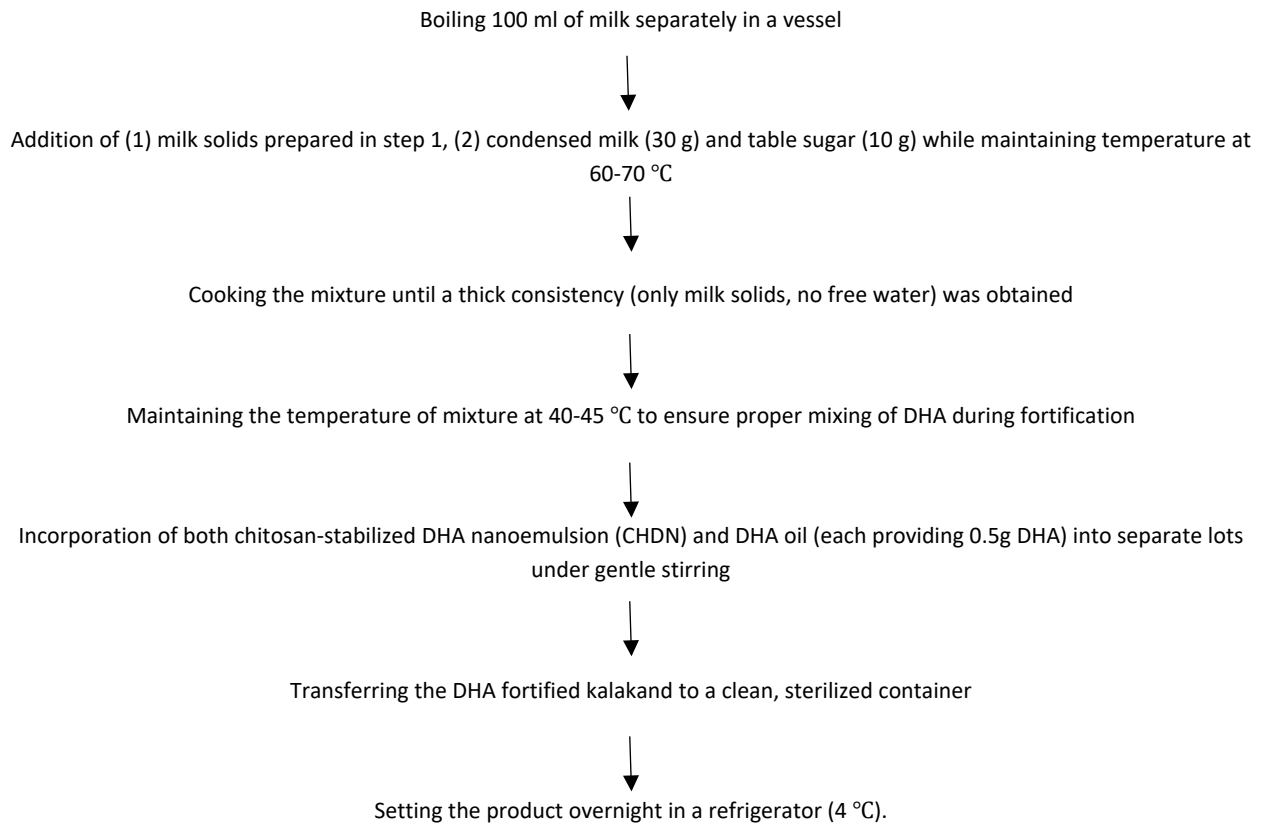 Boiling 100 ml of milk separately in a vessel
Addition of (1) milk solids prepared in step 1, (2) condensed milk (30 g) and table sugar (10 g) while maintaining temperature at
60-70 ℃
Cooking the mixture until a thick consistency (only milk solids, no free water) was obtained
Maintaining the temperature of mixture at 40-45 ℃ to ensure proper mixing of DHA during fortification
Incorporation of both chitosan-stabilized DHA nanoemulsion (CHDN) and DHA oil (each providing 0.5g DHA) into separate lots
under gentle stirring
Transferring the DHA fortified kalakand to a clean, sterilized container
Setting the product overnight in a refrigerator (4 ℃).